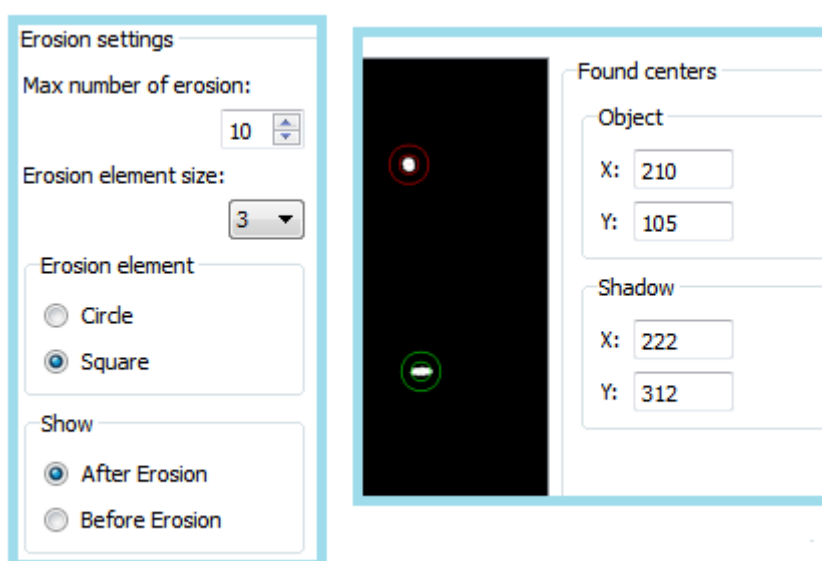 Erosion settings
Max number of erosion:
10
Erosion element size:
3
Erosion element
Circle
Square
Show
After Erosion
Before Erosion
Found centers
Object
X: 210
Y: 105
Shadow
X: 222
Y: 312